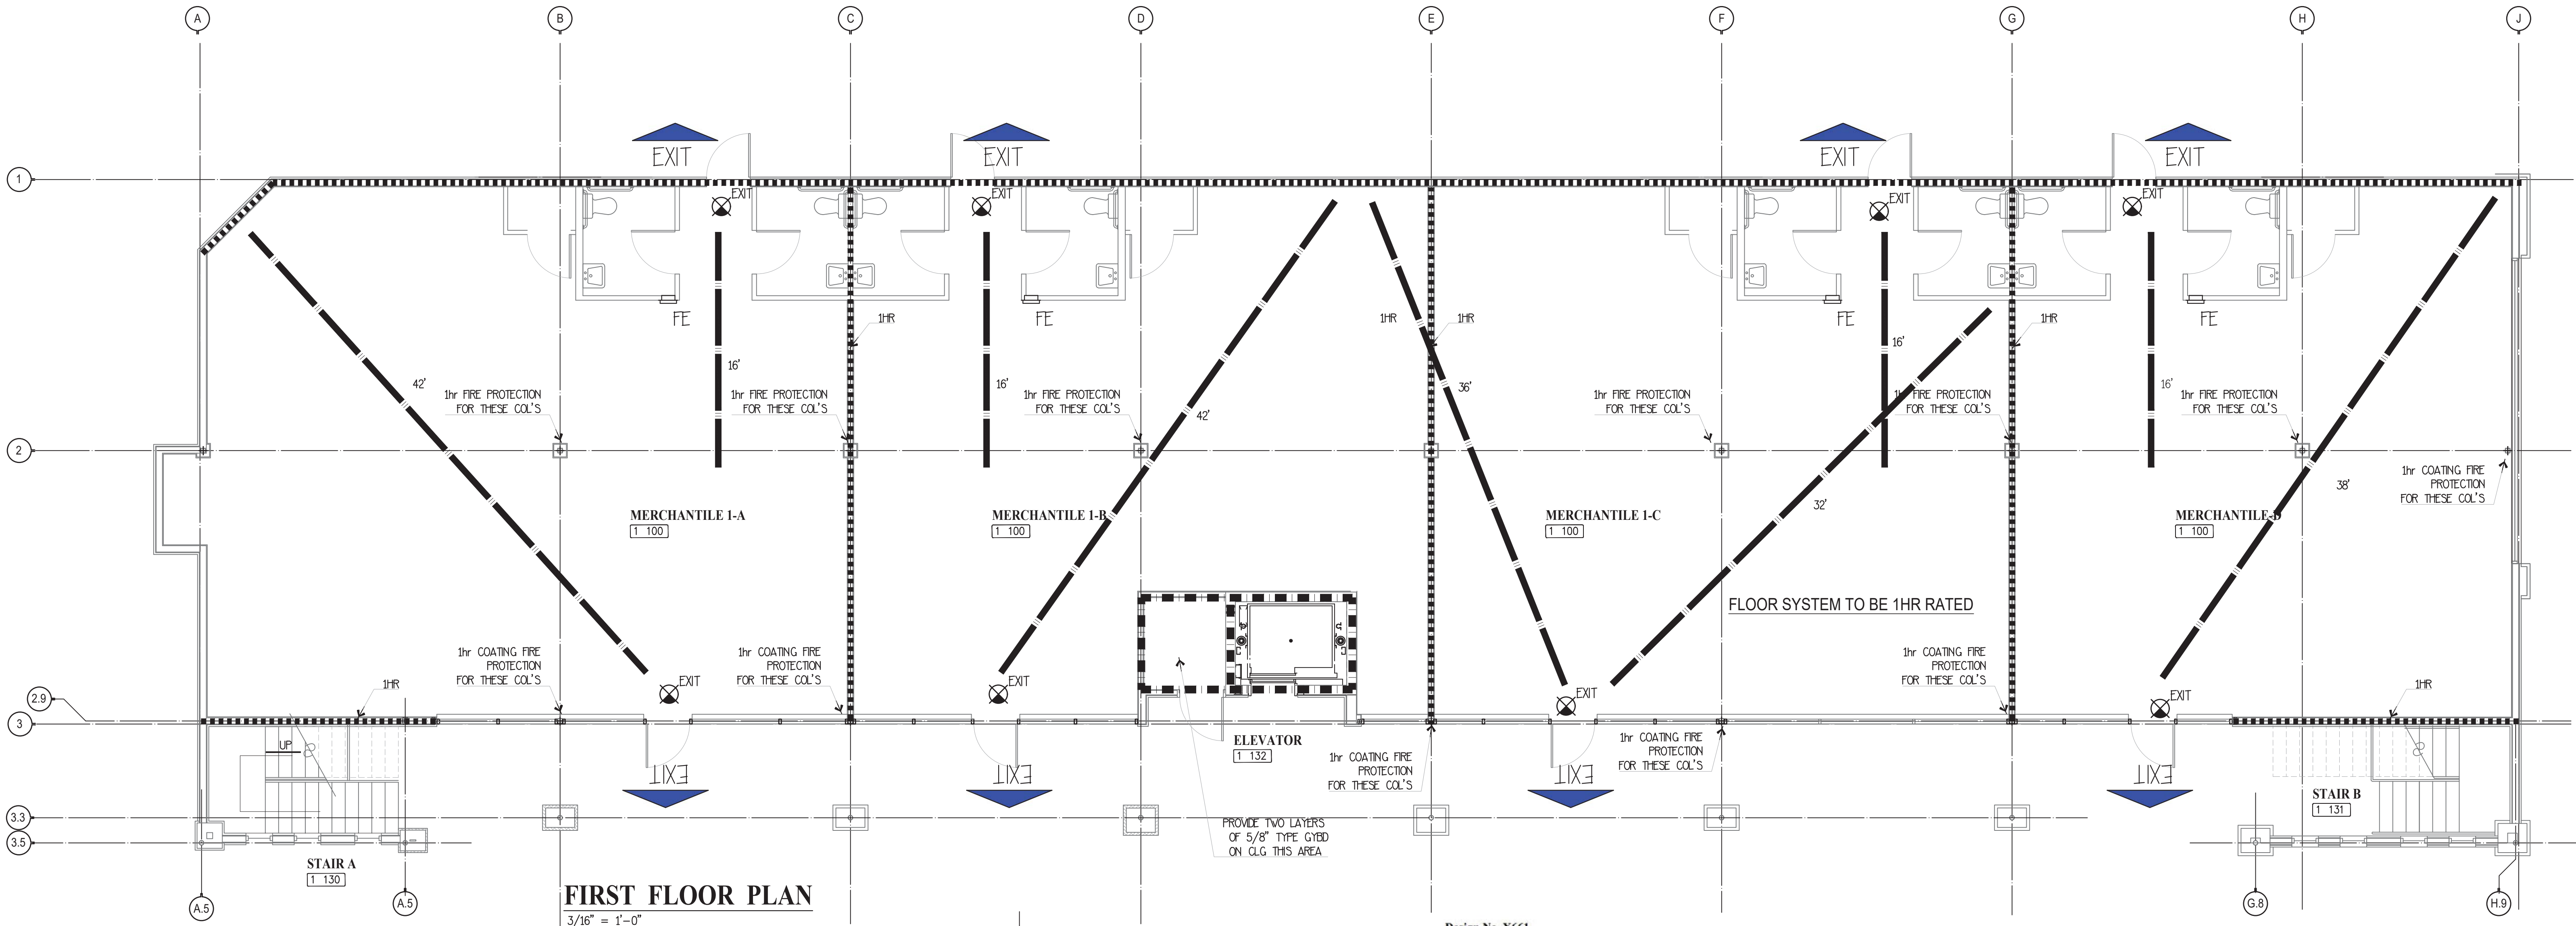 A
B
C
D
E
F
G
H
J
EXIT
EXIT
EXIT
EXIT
1
EXIT
EXIT
EXIT
EXIT
FE
FE
FE
FE
1HR
1HR
1HR
1HR
16'
16'
16'
16'
42'
42'
36'
32'
38'
1hr FIRE PROTECTION
FOR THESE COL'S
1hr FIRE PROTECTION
FOR THESE COL'S
1hr FIRE PROTECTION
FOR THESE COL'S
1hr FIRE PROTECTION
FOR THESE COL'S
1hr FIRE PROTECTION
FOR THESE COL'S
1hr FIRE PROTECTION
FOR THESE COL'S
2
1hr COATING FIRE
PROTECTION
FOR THESE COL'S
MERCHANTILE 1-A
1 100
MERCHANTILE 1-B
1 100
MERCHANTILE 1-C
1 100
MERCHANTILE-D
1 100
FLOOR SYSTEM TO BE 1HR RATED
1hr COATING FIRE
PROTECTION
FOR THESE COL'S
1hr COATING FIRE
PROTECTION
FOR THESE COL'S
1hr COATING FIRE
PROTECTION
FOR THESE COL'S
EXIT
EXIT
EXIT
EXIT
1HR
1HR
2.9
3
UP
ELEVATOR
1 132
1hr COATING FIRE
PROTECTION
FOR THESE COL'S
1hr COATING FIRE
PROTECTION
FOR THESE COL'S
EXIT
EXIT
EXIT
EXIT
STAIR B
1 131
3.3
3.5
PROVIDE TWO LAYERS
OF 5/8" TYPE GYBD
ON CLG THIS AREA
STAIR A
1 130
A.5
A.5
G.8
H.9
FIRST FLOOR PLAN
3/16" = 1'-0"
Design No. X661